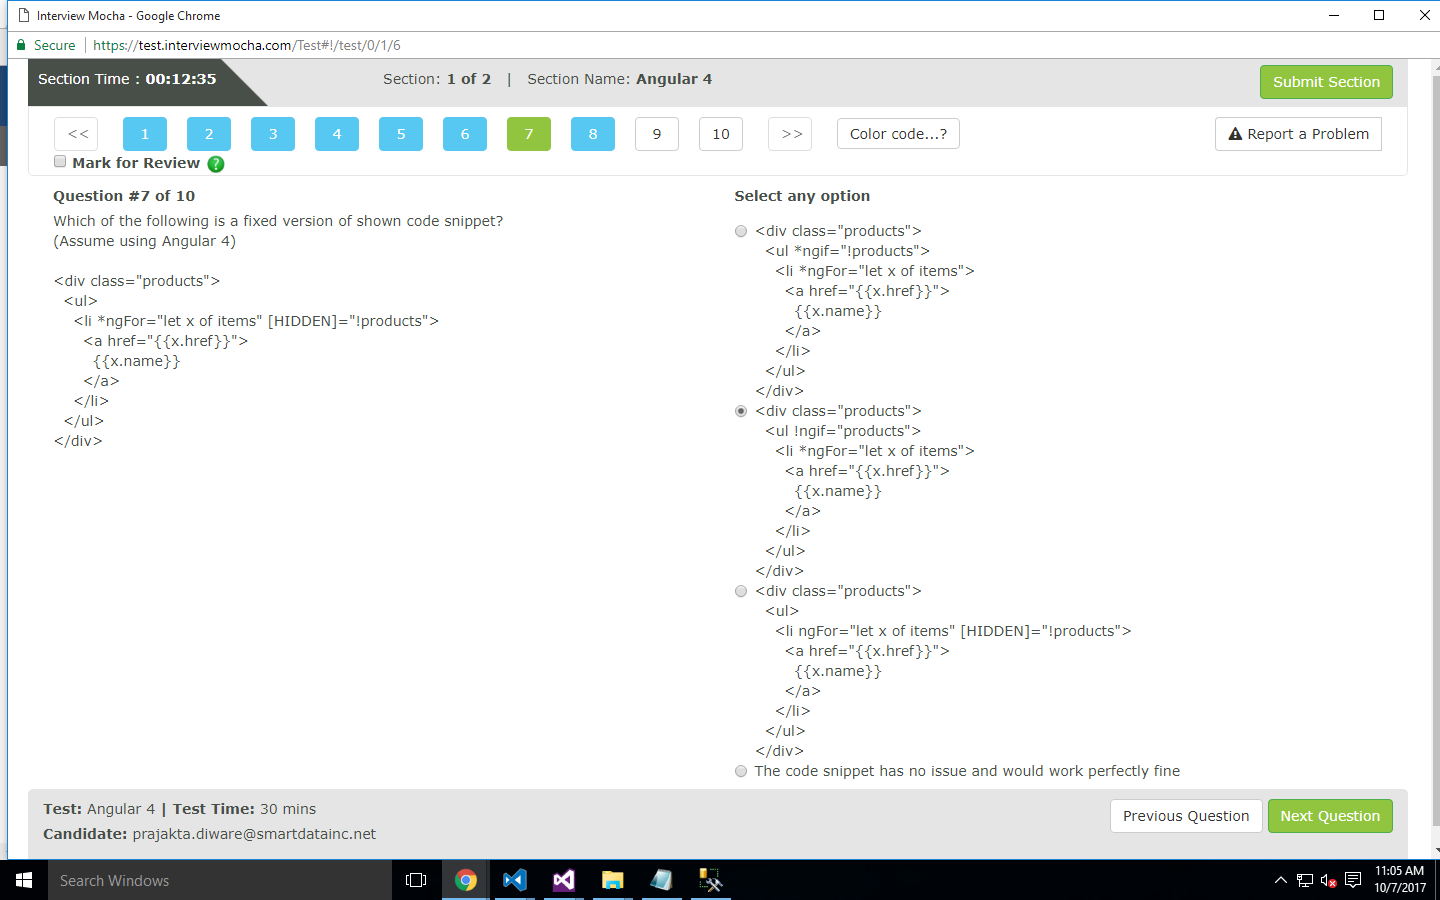 Interview Mocha - Google Chrome
Secure https://test.interviewmocha.com/Test#!/test/0/1/6
Section Time : 00:12:35
Section: 1 of 2 | Section Name: Angular 4
Submit Section
<< 1 2 3 4 5 6 7 8 9 10 >> Color code...? Report a Problem
Mark for Review ?
Question #7 of 10
Which of the following is a fixed version of shown code snippet?
(Assume using Angular 4)
<div class="products">
<ul>
<li *ngFor="let x of items" [HIDDEN]="!products">
<a href="{{x.href}}">
{{x.name}}
</a>
</li>
</ul>
</div>
Select any option
<div class="products">
<ul *ngif="!products">
<li *ngFor="let x of items">
<a href="{{x.href}}">
{{x.name}}
</a>
</li>
</ul>
</div>
<div class="products">
<ul !ngif="products">
<li *ngFor="let x of items">
<a href="{{x.href}}">
{{x.name}}
</a>
</li>
</ul>
</div>
<div class="products">
<ul>
<li ngFor="let x of items" [HIDDEN]="!products">
<a href="{{x.href}}">
{{x.name}}
</a>
</li>
</ul>
</div>
The code snippet has no issue and would work perfectly fine
Test: Angular 4 | Test Time: 30 mins
Candidate: prajakta.diware@smartdatainc.net
Previous Question
Next Question
Search Windows
11:05 AM
10/7/2017